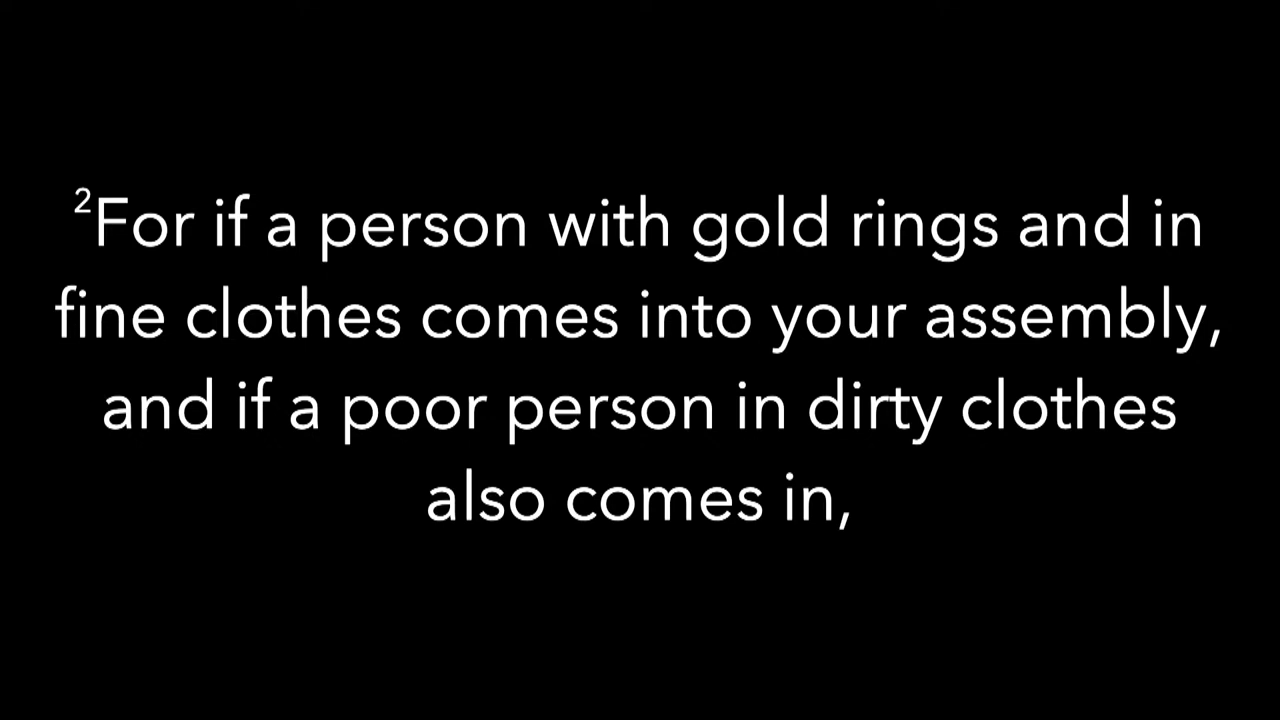 ²For if a person with gold rings and in
fine clothes comes into your assembly,
and if a poor person in dirty clothes
also comes in,